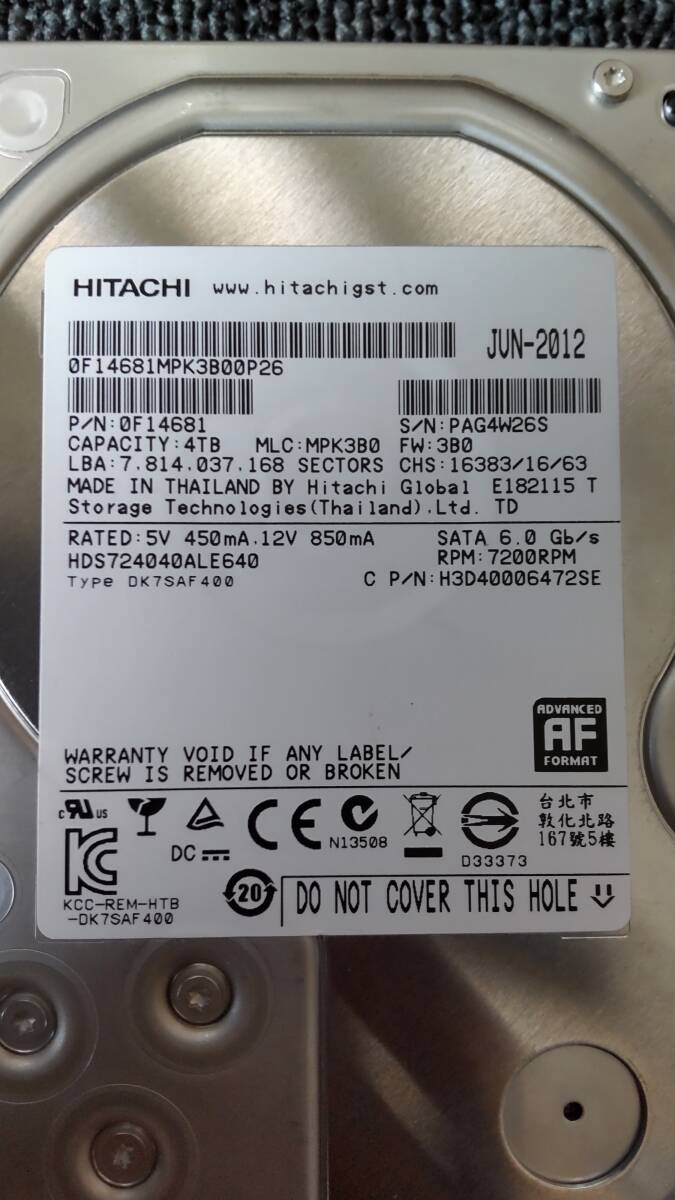 HITACHI www.hitachigst.com
JUN-2012
0F14681MPK3B00P26
P/N:0F14681 S/N:PAG4W26S
CAPACITY:4TB MLC:MPK3B0 FW:3B0
LBA:7,814,037,168 SECTORS CHS:16383/16/63
MADE IN THAILAND BY Hitachi Global E182115 T
Storage Technologies(Thailand),Ltd. TD
RATED:5V 450mA,12V 850mA SATA 6.0 Gb/s
HDS724040ALE640 RPM:7200RPM
Type DK7SAF400 C P/N:H3D40006472SE
ADVANCED
AF
FORMAT
WARRANTY VOID IF ANY LABEL/
SCREW IS REMOVED OR BROKEN
c RU US
CE
N13508
D33373
台北市
敦化北路
167號5樓
DC
KC
KCC-REM-HTB
-DK7SAF400
20
DO NOT COVER THIS HOLE